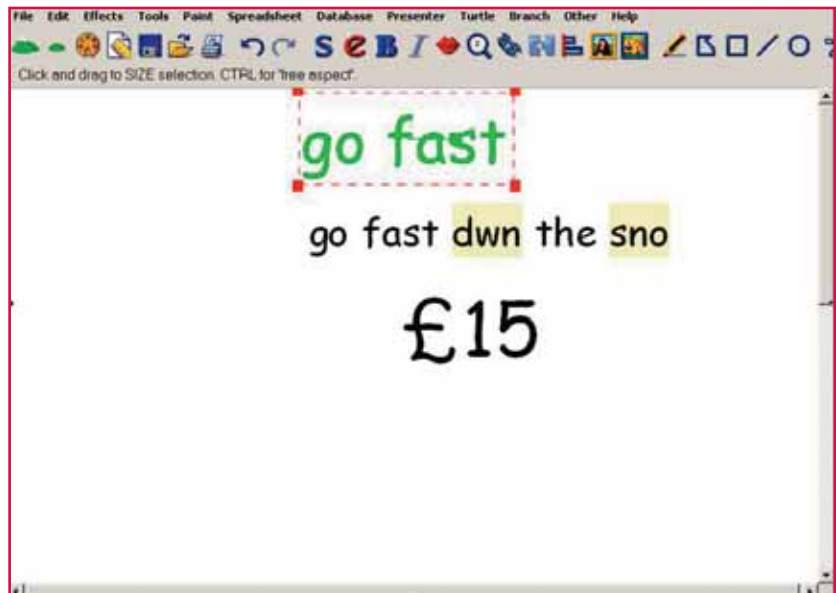 File Edit Effects Tools Paint Spreadsheet Database Presenter Turtle Branch Other Help
S e B I
Click and drag to SIZE selection. CTRL for 'free aspect'.
go fast
go fast dwn the sno
£15